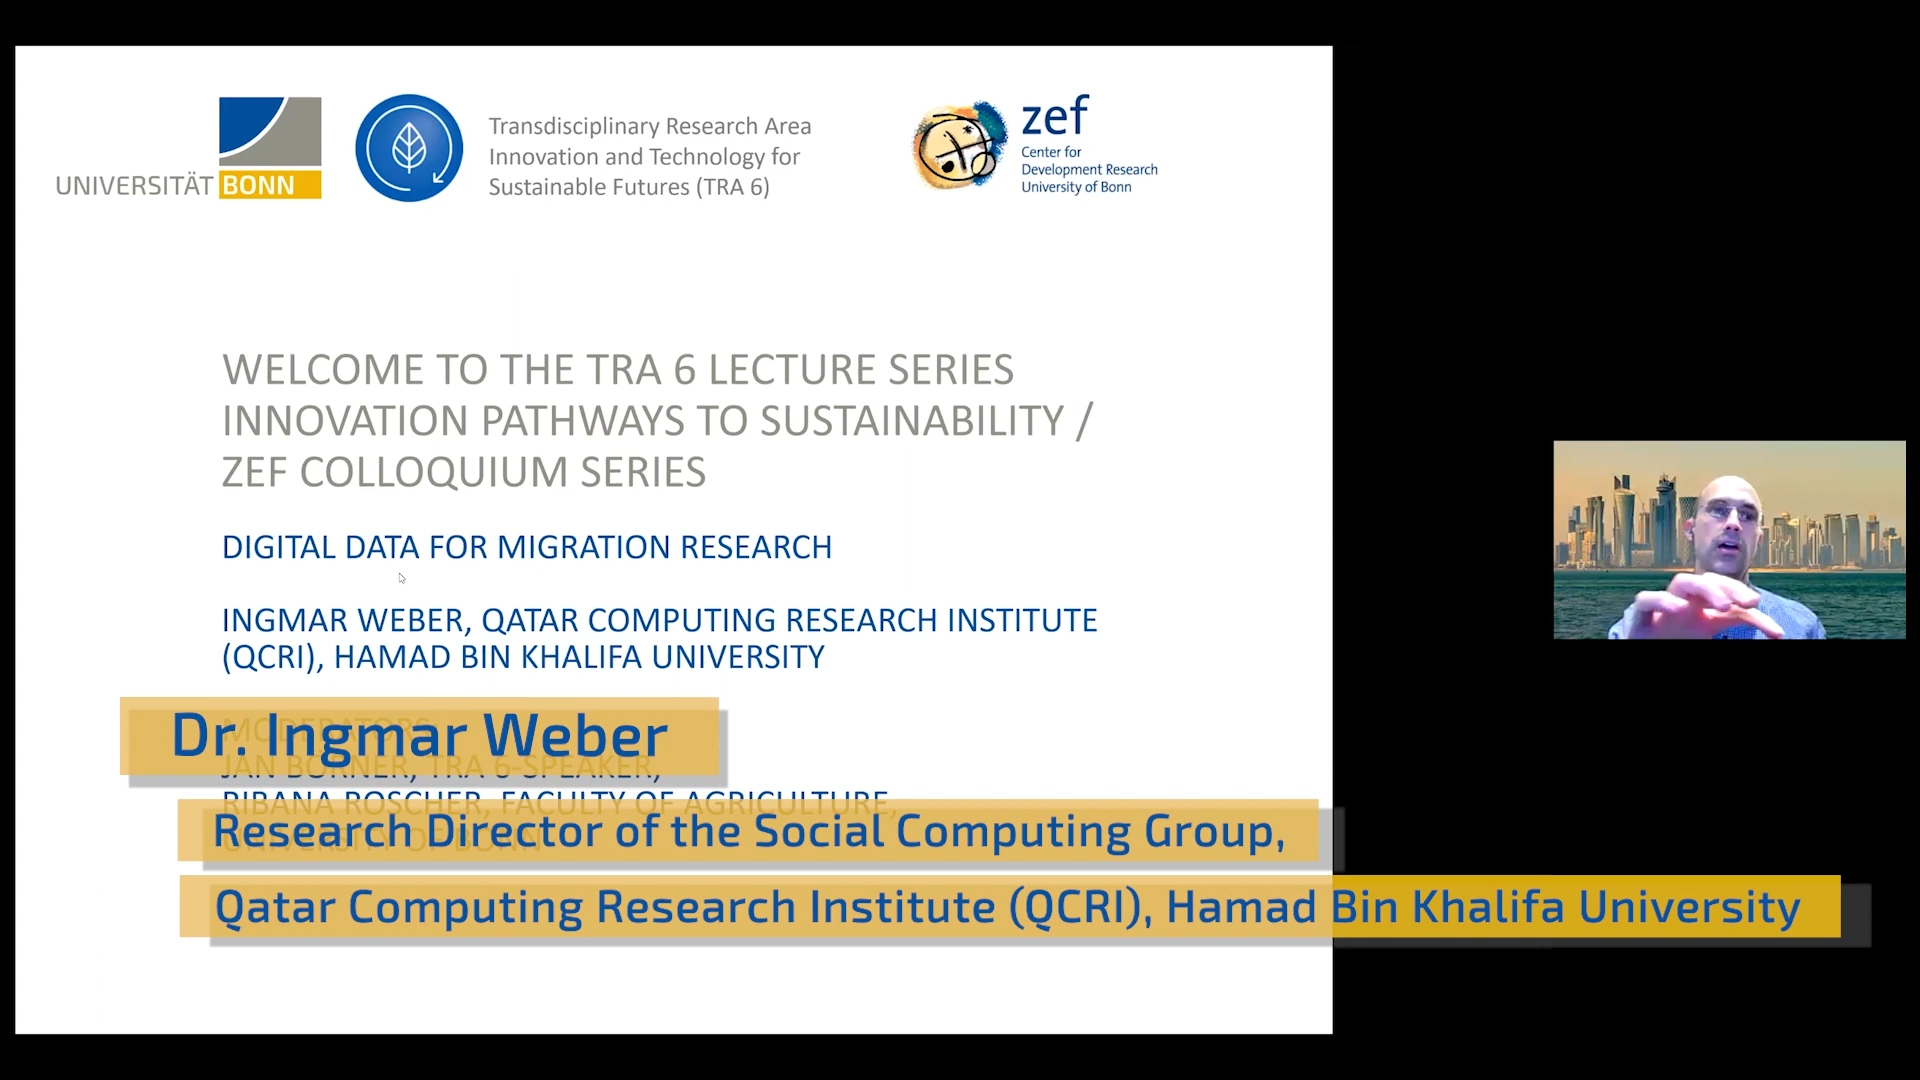 UNIVERSITÄT BONN
Transdisciplinary Research Area
Innovation and Technology for
Sustainable Futures (TRA 6)
zef
Center for
Development Research
University of Bonn
WELCOME TO THE TRA 6 LECTURE SERIES
INNOVATION PATHWAYS TO SUSTAINABILITY /
ZEF COLLOQUIUM SERIES
DIGITAL DATA FOR MIGRATION RESEARCH
INGMAR WEBER, QATAR COMPUTING RESEARCH INSTITUTE
(QCRI), HAMAD BIN KHALIFA UNIVERSITY
MODERATORS:
Dr. Ingmar Weber
JAN BÖRNER, TRA 6-SPEAKER,
RIBANA ROSCHER, FACULTY OF AGRICULTURE,
UNIVERSITY OF BONN
Research Director of the Social Computing Group,
Qatar Computing Research Institute (QCRI), Hamad Bin Khalifa University